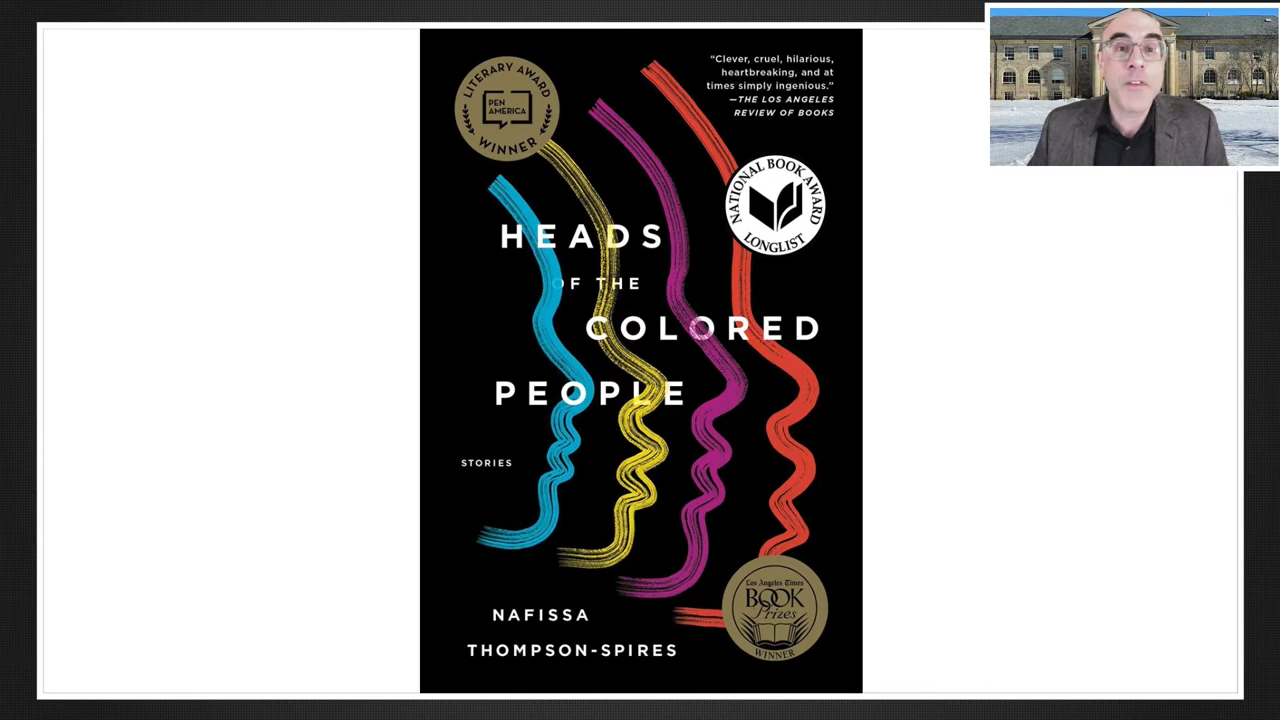 LITERARY AWARD
PEN
AMERICA
WINNER
"Clever, cruel, hilarious,
heartbreaking, and at
times simply ingenious."
—THE LOS ANGELES
REVIEW OF BOOKS
NATIONAL BOOK AWARD
LONGLIST
HEADS
OF THE
COLORED
PEOPLE
STORIES
NAFISSA
THOMPSON-SPIRES
Los Angeles Times
BOOK
Prizes
WINNER